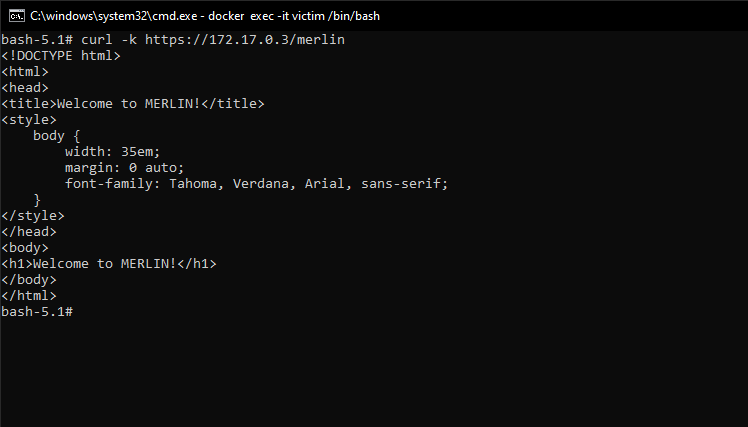 C:\windows\system32\cmd.exe - docker  exec -it victim /bin/bash
bash-5.1# curl -k https://172.17.0.3/merlin
<!DOCTYPE html>
<html>
<head>
<title>Welcome to MERLIN!</title>
<style>
    body {
        width: 35em;
        margin: 0 auto;
        font-family: Tahoma, Verdana, Arial, sans-serif;
    }
</style>
</head>
<body>
<h1>Welcome to MERLIN!</h1>
</body>
</html>
bash-5.1#